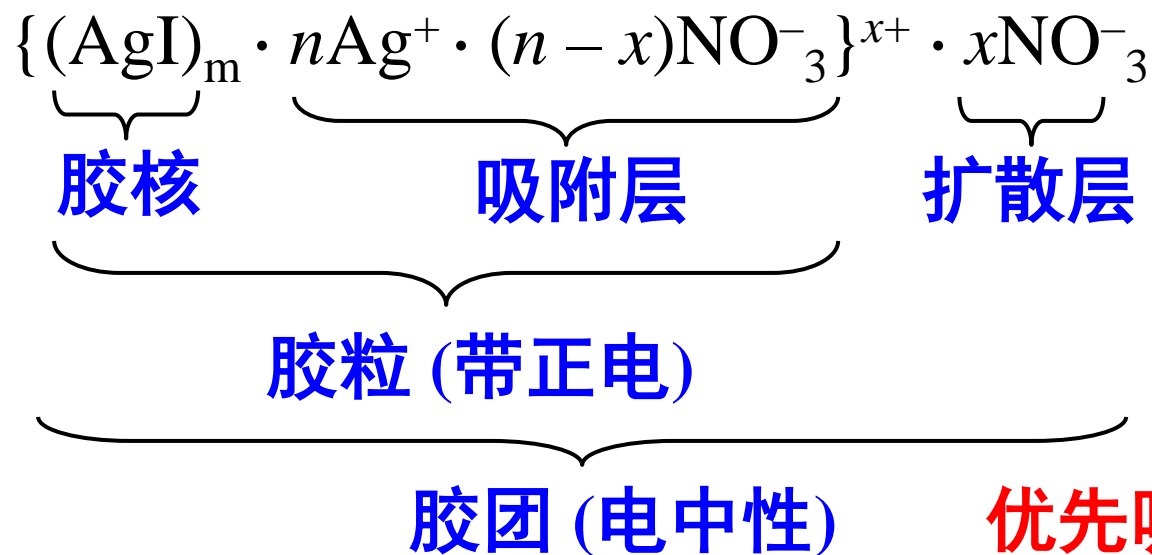 {(AgI)ₘ · nAg⁺ · (n – x)NO⁻₃}ˣ⁺ · xNO⁻₃
胶核 吸附层 扩散层
胶粒 (带正电)
胶团 (电中性) 优先